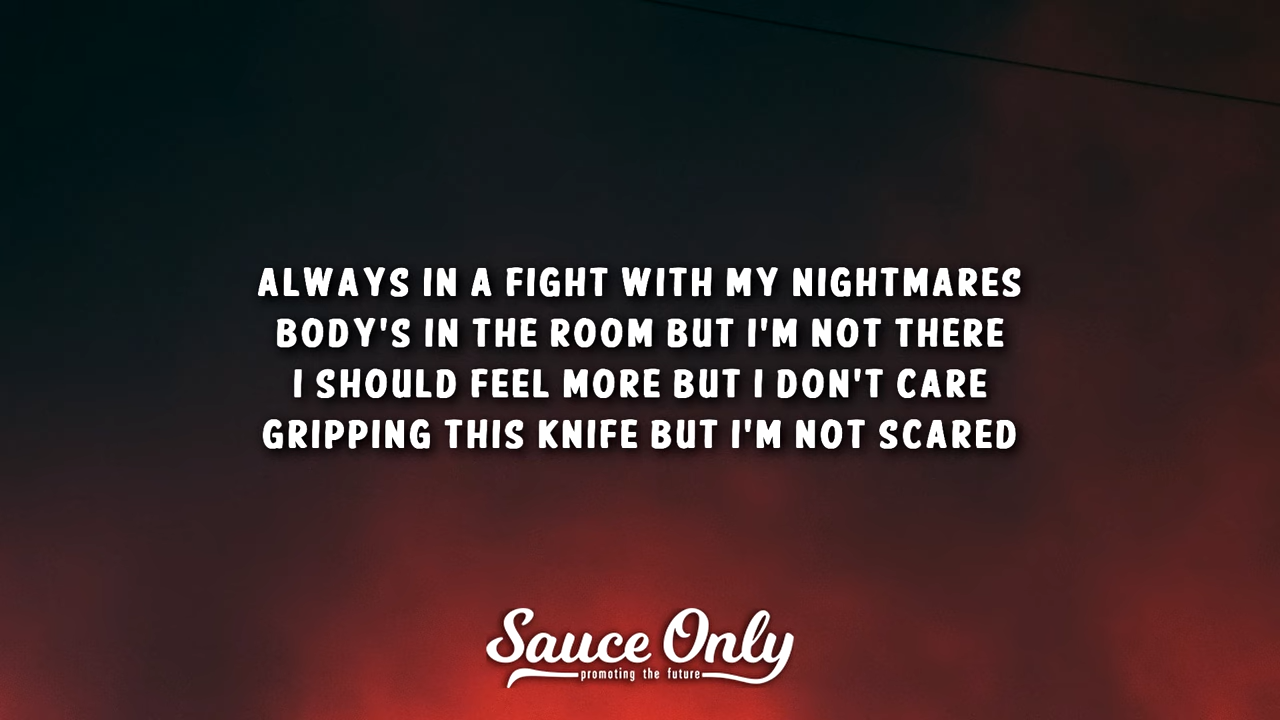 ALWAYS IN A FIGHT WITH MY NIGHTMARES
BODY'S IN THE ROOM BUT I'M NOT THERE
I SHOULD FEEL MORE BUT I DON'T CARE
GRIPPING THIS KNIFE BUT I'M NOT SCARED
Sauce Only
promoting the future